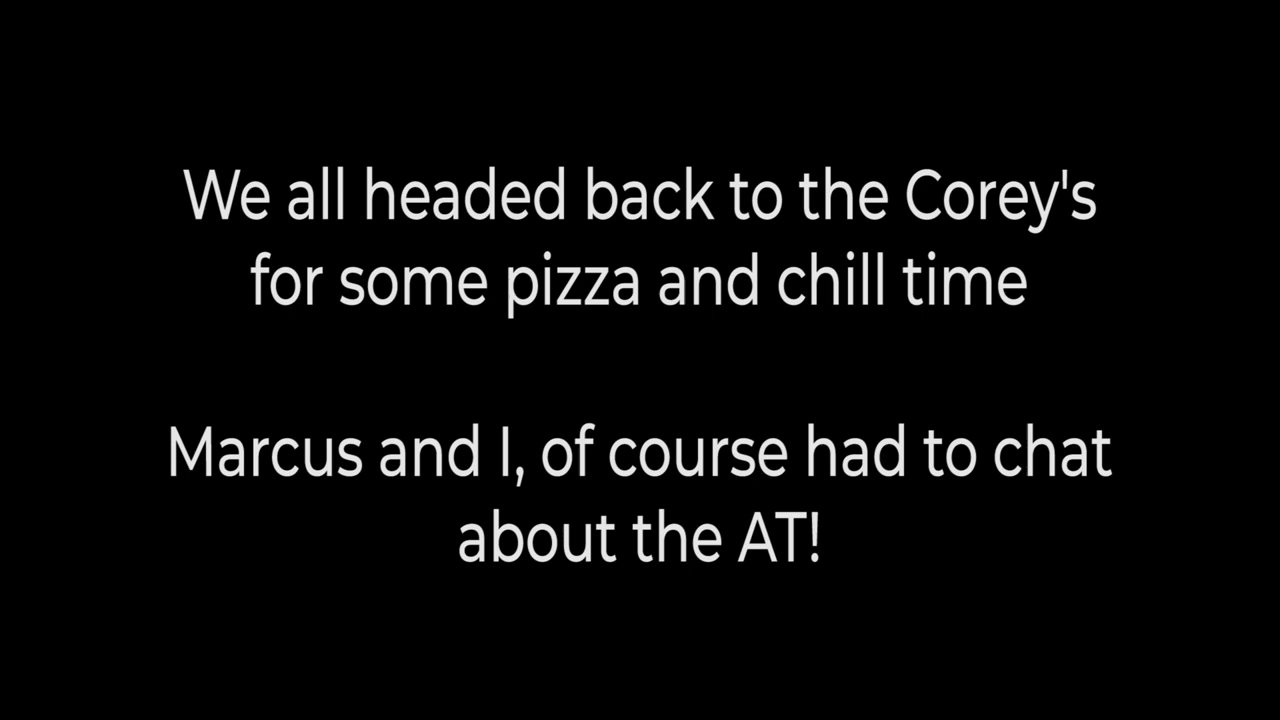 We all headed back to the Corey's
for some pizza and chill time
Marcus and I, of course had to chat
about the AT!